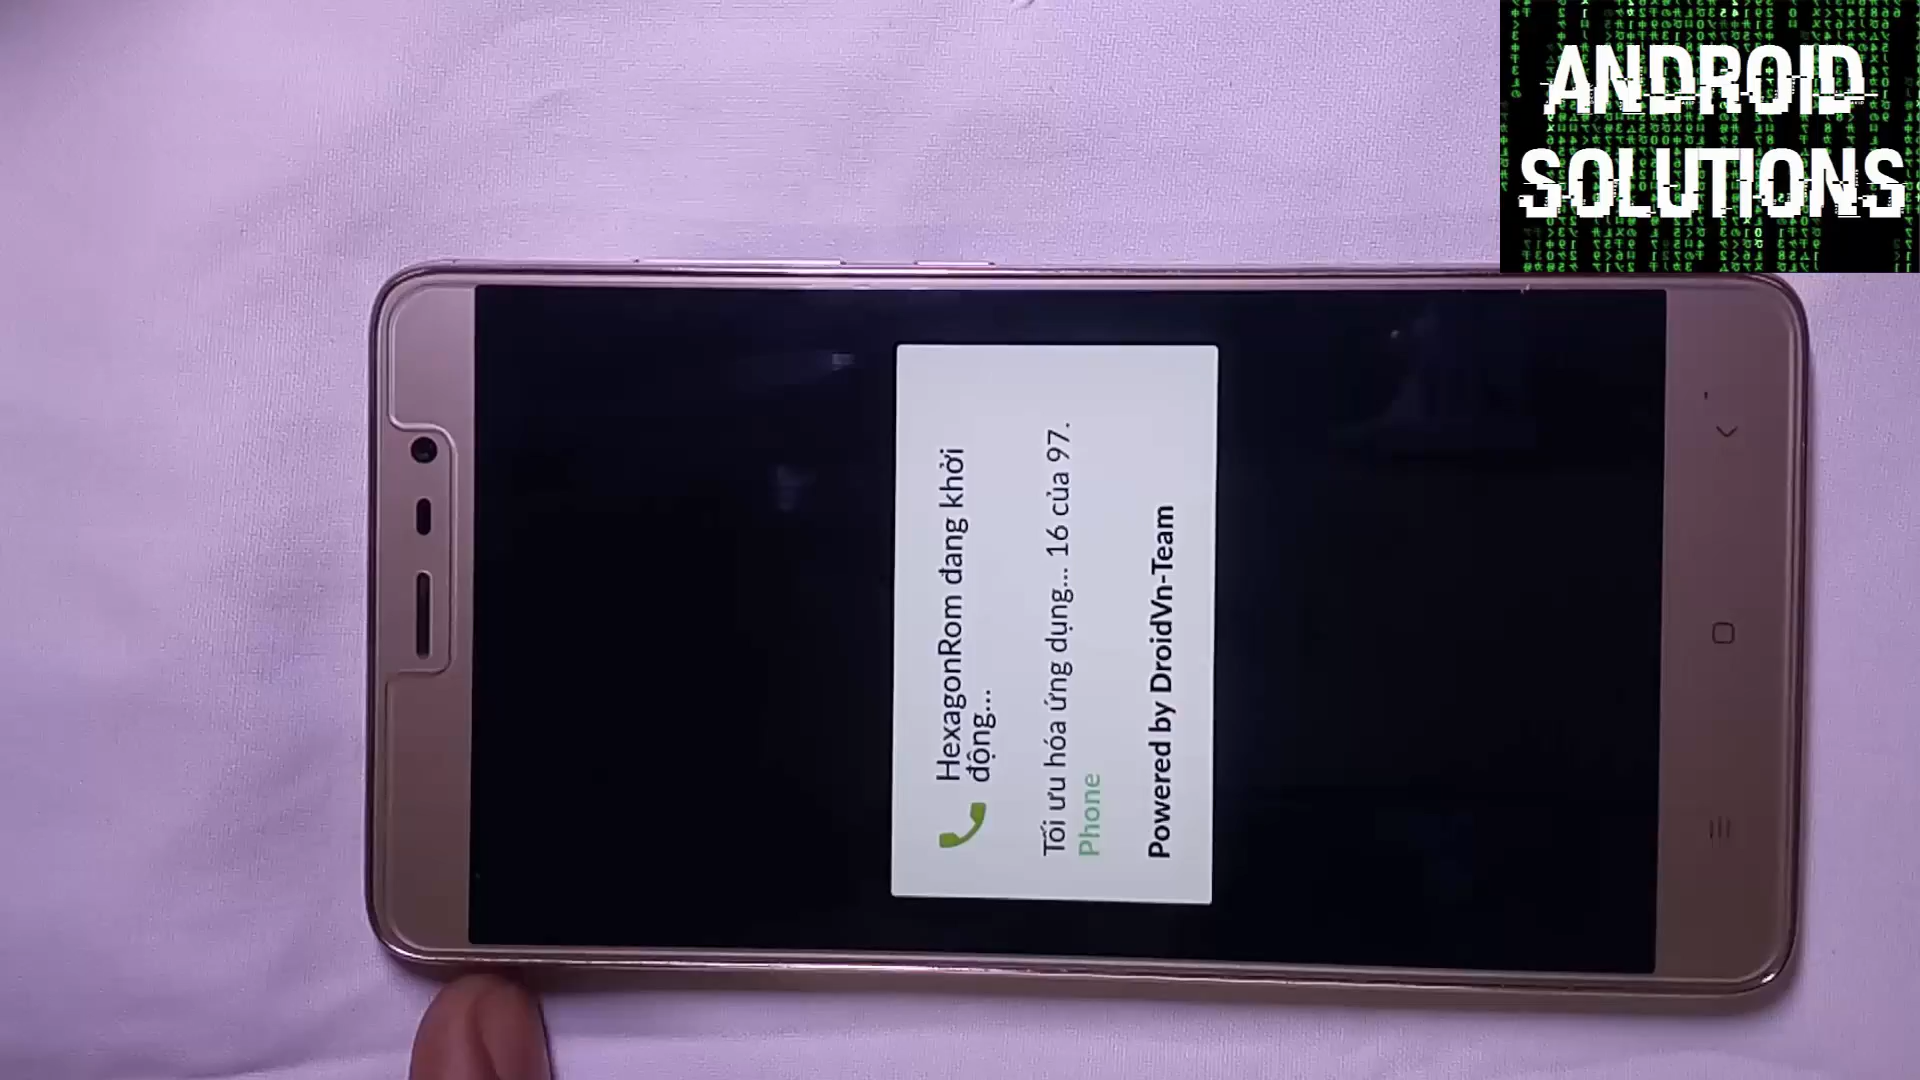 ANDROID
SOLUTIONS
HexagonRom đang khởi
động...
Tối ưu hóa ứng dụng... 16 của 97.
Phone
Powered by DroidVn-Team